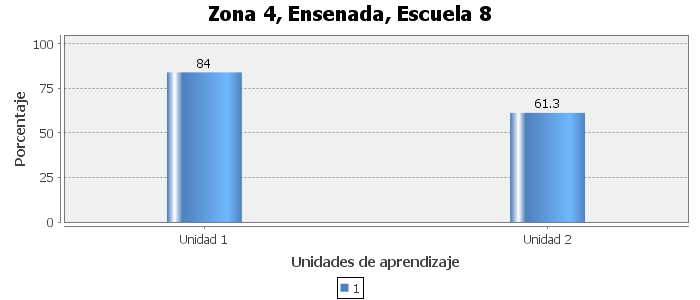 Zona 4, Ensenada, Escuela 8
Porcentaje
100
75
50
25
0
84
61.3
Unidad 1
Unidad 2
Unidades de aprendizaje
1